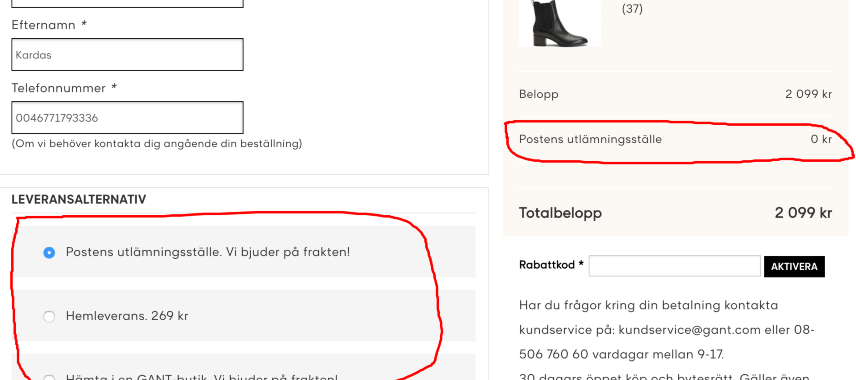 Efternamn *
Kardas
Telefonnummer *
0046771793336
(Om vi behöver kontakta dig angående din beställning)
LEVERANSALTERNATIV
Postens utlämningsställe. Vi bjuder på frakten!
Hemleverans. 269 kr
Hämta i en GANT-butik. Vi bjuder på frakten!
(37)
Belopp 2 099 kr
Postens utlämningsställe 0 kr
Totalbelopp 2 099 kr
Rabattkod * AKTIVERA
Har du frågor kring din betalning kontakta
kundservice på: kundservice@gant.com eller 08-
506 760 60 vardagar mellan 9-17.
30 dagars öppet köp och bytesrätt. Gäller även